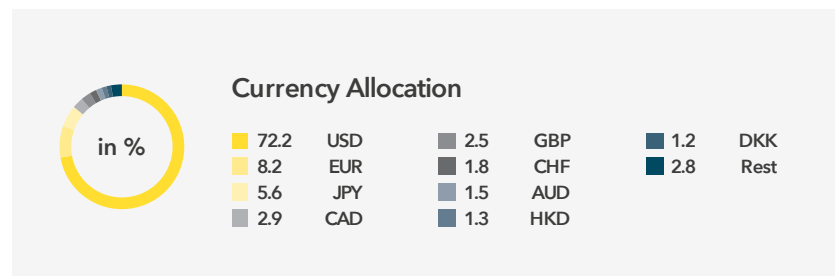 Currency Allocation
in %
72.2 USD
8.2 EUR
5.6 JPY
2.9 CAD
2.5 GBP
1.8 CHF
1.5 AUD
1.3 HKD
1.2 DKK
2.8 Rest